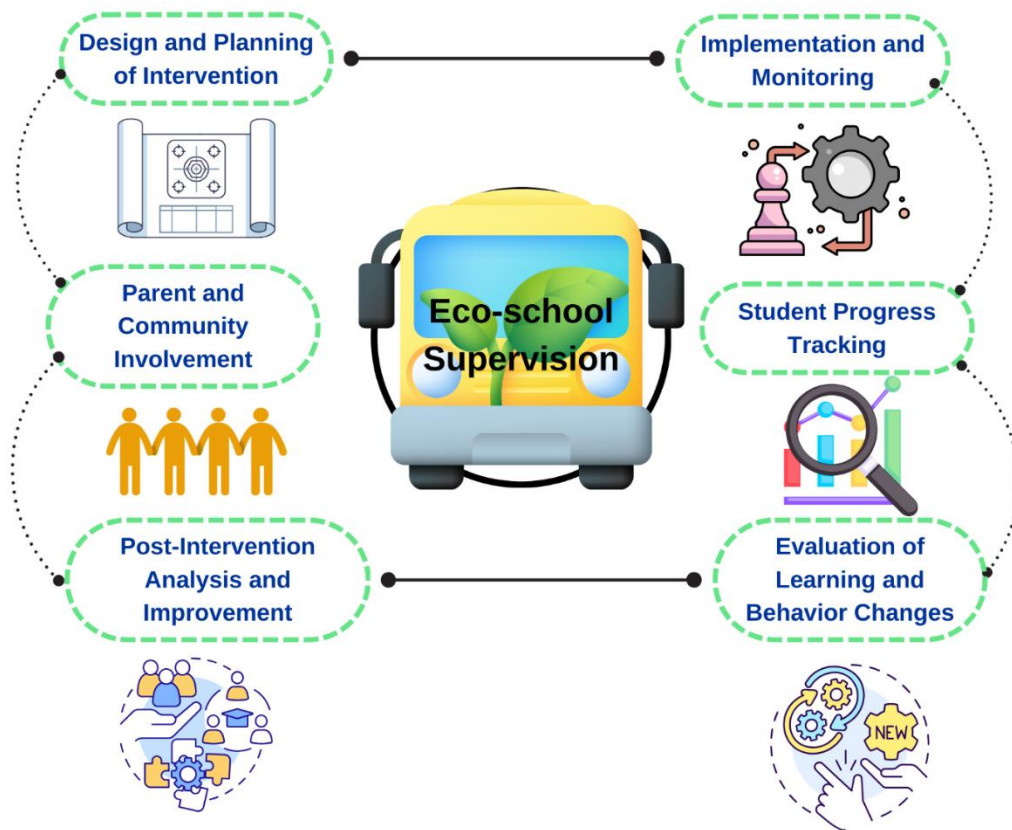 Design and Planning
of Intervention
Implementation and
Monitoring
Parent and
Community
Involvement
Eco-school
Supervision
Student Progress
Tracking
Post-Intervention
Analysis and
Improvement
Evaluation of
Learning and
Behavior Changes
NEW